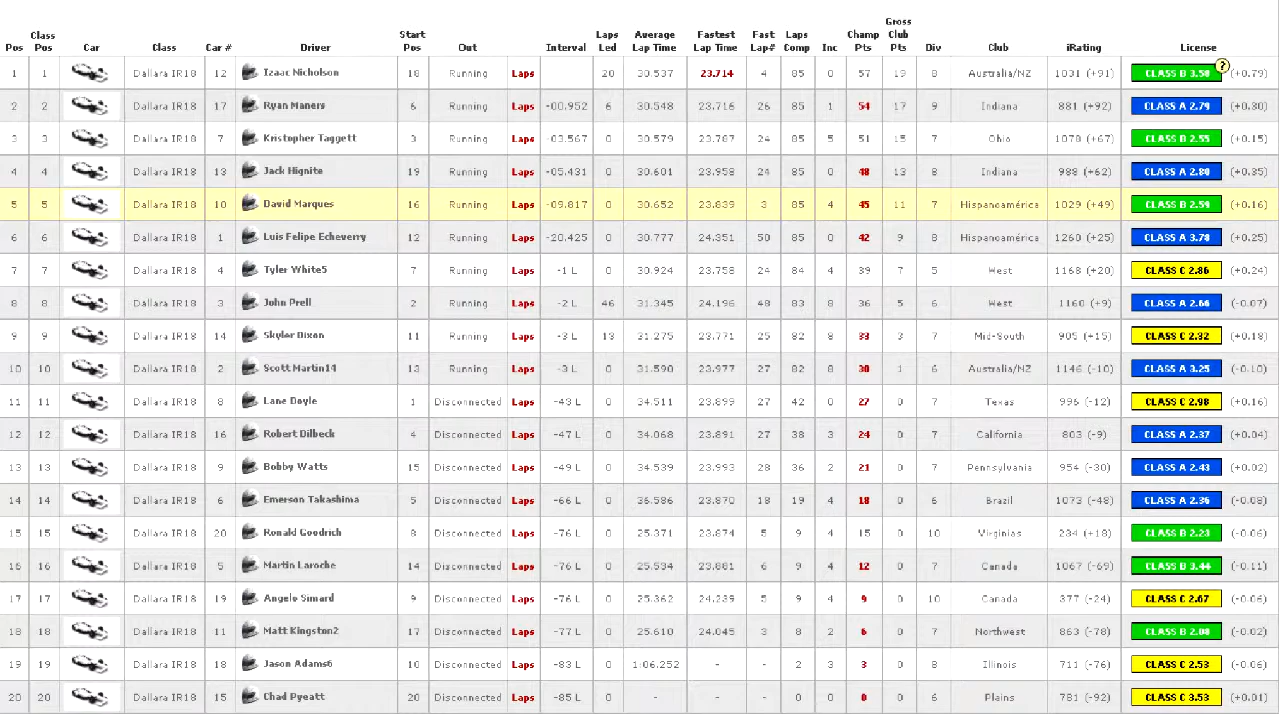 Pos Class Pos Car Class Car # Driver Start Pos Out Interval Laps Led Average Lap Time Fastest Lap Time Fast Lap# Laps Comp Inc Champ Pts Gross Club Pts Div Club iRating License
1 1 Dallara IR18 12 Izaac Nicholson 18 Running Laps 20 30.537 23.714 4 85 0 57 19 8 Australia/NZ 1031 (+91) CLASS B 3.58 ? (+0.79)
2 2 Dallara IR18 17 Ryan Maners 6 Running Laps -00.952 6 30.548 23.716 26 85 1 54 17 9 Indiana 881 (+92) CLASS A 2.79 (+0.30)
3 3 Dallara IR18 7 Kristopher Taggett 3 Running Laps -03.567 0 30.579 23.787 24 85 5 51 15 7 Ohio 1078 (+67) CLASS B 2.55 (+0.15)
4 4 Dallara IR18 13 Jack Hignite 19 Running Laps -05.431 0 30.601 23.953 24 85 0 48 13 8 Indiana 988 (+62) CLASS A 2.80 (+0.35)
5 5 Dallara IR18 10 David Marques 16 Running Laps -09.817 0 30.652 23.839 3 85 4 45 11 7 Hispanoamérica 1029 (+49) CLASS B 2.59 (+0.16)
6 6 Dallara IR18 1 Luis Felipe Echeverry 12 Running Laps -20.425 0 30.777 24.351 50 85 0 42 9 8 Hispanoamérica 1260 (+25) CLASS A 3.78 (+0.25)
7 7 Dallara IR18 4 Tyler White5 7 Running Laps -1 L 0 30.924 23.758 24 84 4 39 7 5 West 1168 (+20) CLASS C 2.86 (+0.24)
8 8 Dallara IR18 3 John Prell 2 Running Laps -2 L 46 31.345 24.196 48 83 8 36 5 6 West 1160 (+9) CLASS A 2.66 (-0.07)
9 9 Dallara IR18 14 Skyler Dixon 11 Running Laps -3 L 13 31.275 23.771 25 82 8 33 3 7 Mid-South 905 (+15) CLASS C 2.32 (+0.18)
10 10 Dallara IR18 2 Scott Martin14 13 Running Laps -3 L 0 31.590 23.977 27 82 8 30 1 6 Australia/NZ 1146 (-10) CLASS A 3.25 (-0.10)
11 11 Dallara IR18 8 Lane Doyle 1 Disconnected Laps -43 L 0 34.511 23.899 27 42 0 27 0 7 Texas 996 (-12) CLASS C 2.98 (+0.16)
12 12 Dallara IR18 16 Robert Dilbeck 4 Disconnected Laps -47 L 0 34.068 23.891 27 38 3 24 0 7 California 803 (-9) CLASS A 2.37 (+0.04)
13 13 Dallara IR18 9 Bobby Watts 15 Disconnected Laps -49 L 0 34.539 23.993 28 36 2 21 0 7 Pennsylvania 954 (-30) CLASS A 2.43 (+0.02)
14 14 Dallara IR18 6 Emerson Takashima 5 Disconnected Laps -66 L 0 36.586 23.870 18 19 4 18 0 6 Brazil 1073 (-48) CLASS A 2.36 (-0.08)
15 15 Dallara IR18 20 Ronald Goodrich 8 Disconnected Laps -76 L 0 25.371 23.874 5 9 4 15 0 10 Virginias 234 (+18) CLASS B 2.23 (-0.06)
16 16 Dallara IR18 5 Martin Laroche 14 Disconnected Laps -76 L 0 25.534 23.881 6 9 4 12 0 7 Canada 1067 (-69) CLASS B 3.44 (-0.11)
17 17 Dallara IR18 19 Angelo Simard 9 Disconnected Laps -76 L 0 25.362 24.239 5 9 4 9 0 10 Canada 377 (-24) CLASS C 2.67 (-0.06)
18 18 Dallara IR18 11 Matt Kingston2 17 Disconnected Laps -77 L 0 25.610 24.045 3 8 2 6 0 7 Northwest 863 (-78) CLASS B 2.08 (-0.02)
19 19 Dallara IR18 18 Jason Adams6 10 Disconnected Laps -83 L 0 1:06.252 - - 2 3 3 0 8 Illinois 711 (-76) CLASS C 2.53 (-0.06)
20 20 Dallara IR18 15 Chad Pyeatt 20 Disconnected Laps -85 L 0 - - - 0 0 0 0 6 Plains 781 (-92) CLASS C 3.53 (+0.01)